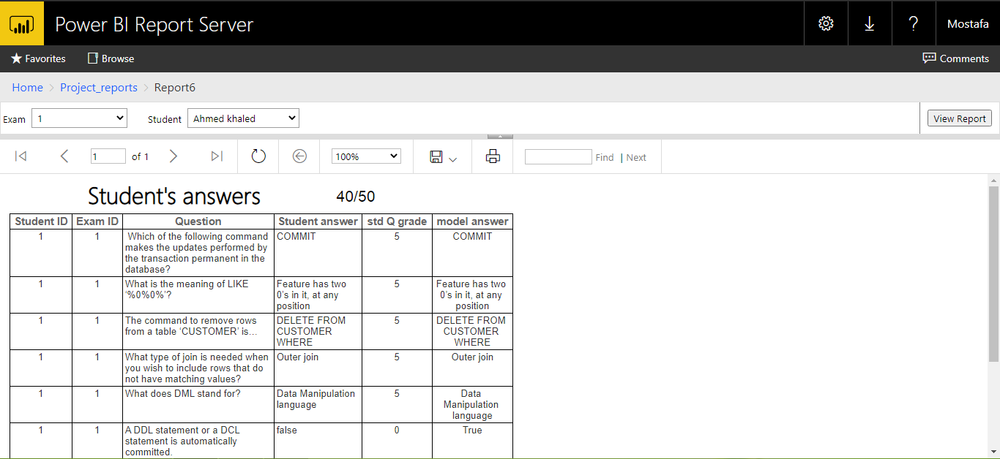 Power BI Report Server
?
Mostafa
Favorites
Browse
Comments
Home > Project_reports > Report6
Exam 1 Student Ahmed khaled View Report
1 of 1 100% Find | Next
Student's answers 40/50
Student ID Exam ID Question Student answer std Q grade model answer
1 1 Which of the following command COMMIT 5 COMMIT
makes the updates performed by
the transaction permanent in the
database?
1 1 What is the meaning of LIKE Feature has two 5 Feature has two
‘%0%0%’? 0’s in it, at any 0’s in it, at any
position position
1 1 The command to remove rows DELETE FROM 5 DELETE FROM
from a table ‘CUSTOMER’ is... CUSTOMER CUSTOMER
WHERE WHERE
1 1 What type of join is needed when Outer join 5 Outer join
you wish to include rows that do
not have matching values?
1 1 What does DML stand for? Data Manipulation 5 Data
language Manipulation
language
1 1 A DDL statement or a DCL false 0 True
statement is automatically
committed.